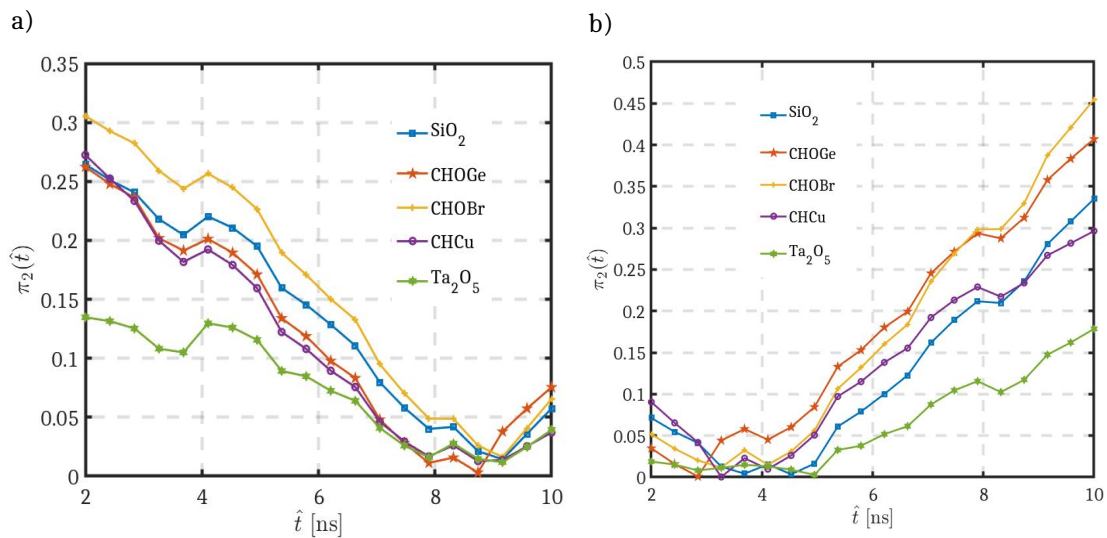 a)
0.35
0.3
0.25
0.2
0.15
0.1
0.05
0
π₂(t̂)
SiO₂
CHOGe
CHOBr
CHCu
Ta₂O₅
2 4 6 8 10
t̂ [ns]
b)
0.5
0.45
0.4
0.35
0.3
0.25
0.2
0.15
0.1
0.05
0
π₂(t̂)
SiO₂
CHOGe
CHOBr
CHCu
Ta₂O₅
2 4 6 8 10
t̂ [ns]